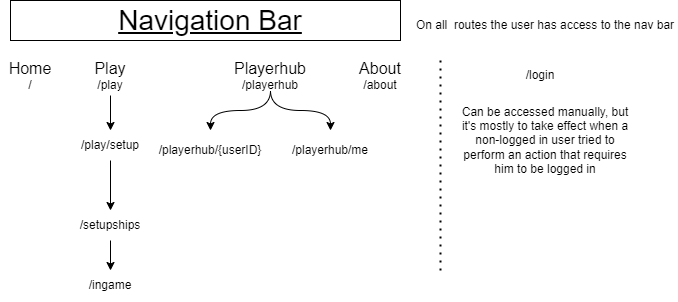 Navigation Bar
On all routes the user has access to the nav bar
Home
/
Play
/play
Playerhub
/playerhub
About
/about
/login
/play/setup
/playerhub/{userID}
/playerhub/me
Can be accessed manually, but
it's mostly to take effect when a
non-logged in user tried to
perform an action that requires
him to be logged in
/setupships
/ingame